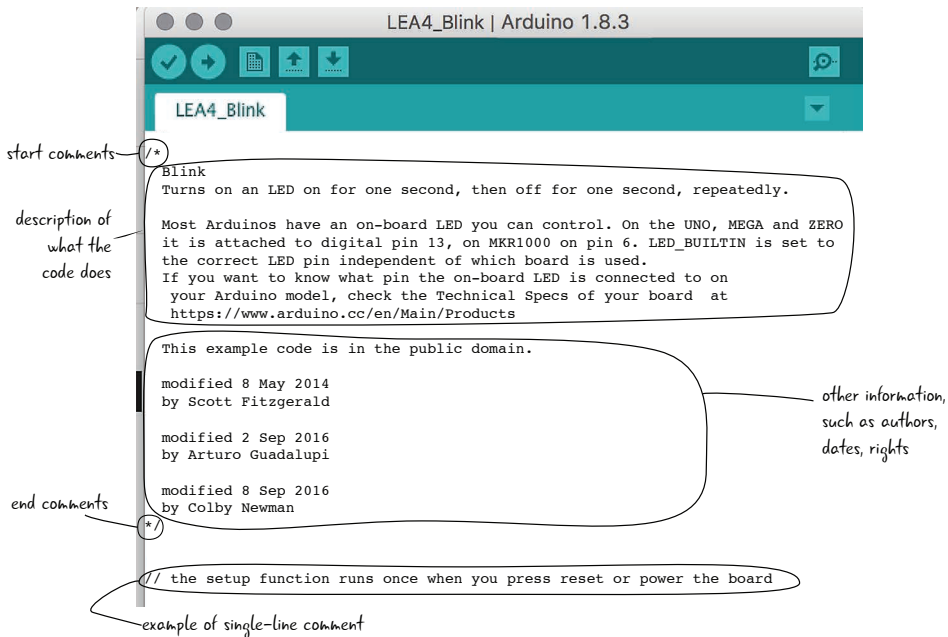 LEA4_Blink | Arduino 1.8.3
LEA4_Blink
start comments
/*
Blink
Turns on an LED on for one second, then off for one second, repeatedly.
description of
what the
code does
Most Arduinos have an on-board LED you can control. On the UNO, MEGA and ZERO
it is attached to digital pin 13, on MKR1000 on pin 6. LED_BUILTIN is set to
the correct LED pin independent of which board is used.
If you want to know what pin the on-board LED is connected to on
your Arduino model, check the Technical Specs of your board at
https://www.arduino.cc/en/Main/Products
This example code is in the public domain.
modified 8 May 2014
by Scott Fitzgerald
modified 2 Sep 2016
by Arturo Guadalupi
modified 8 Sep 2016
by Colby Newman
other information,
such as authors,
dates, rights
end comments
*/
// the setup function runs once when you press reset or power the board
example of single-line comment